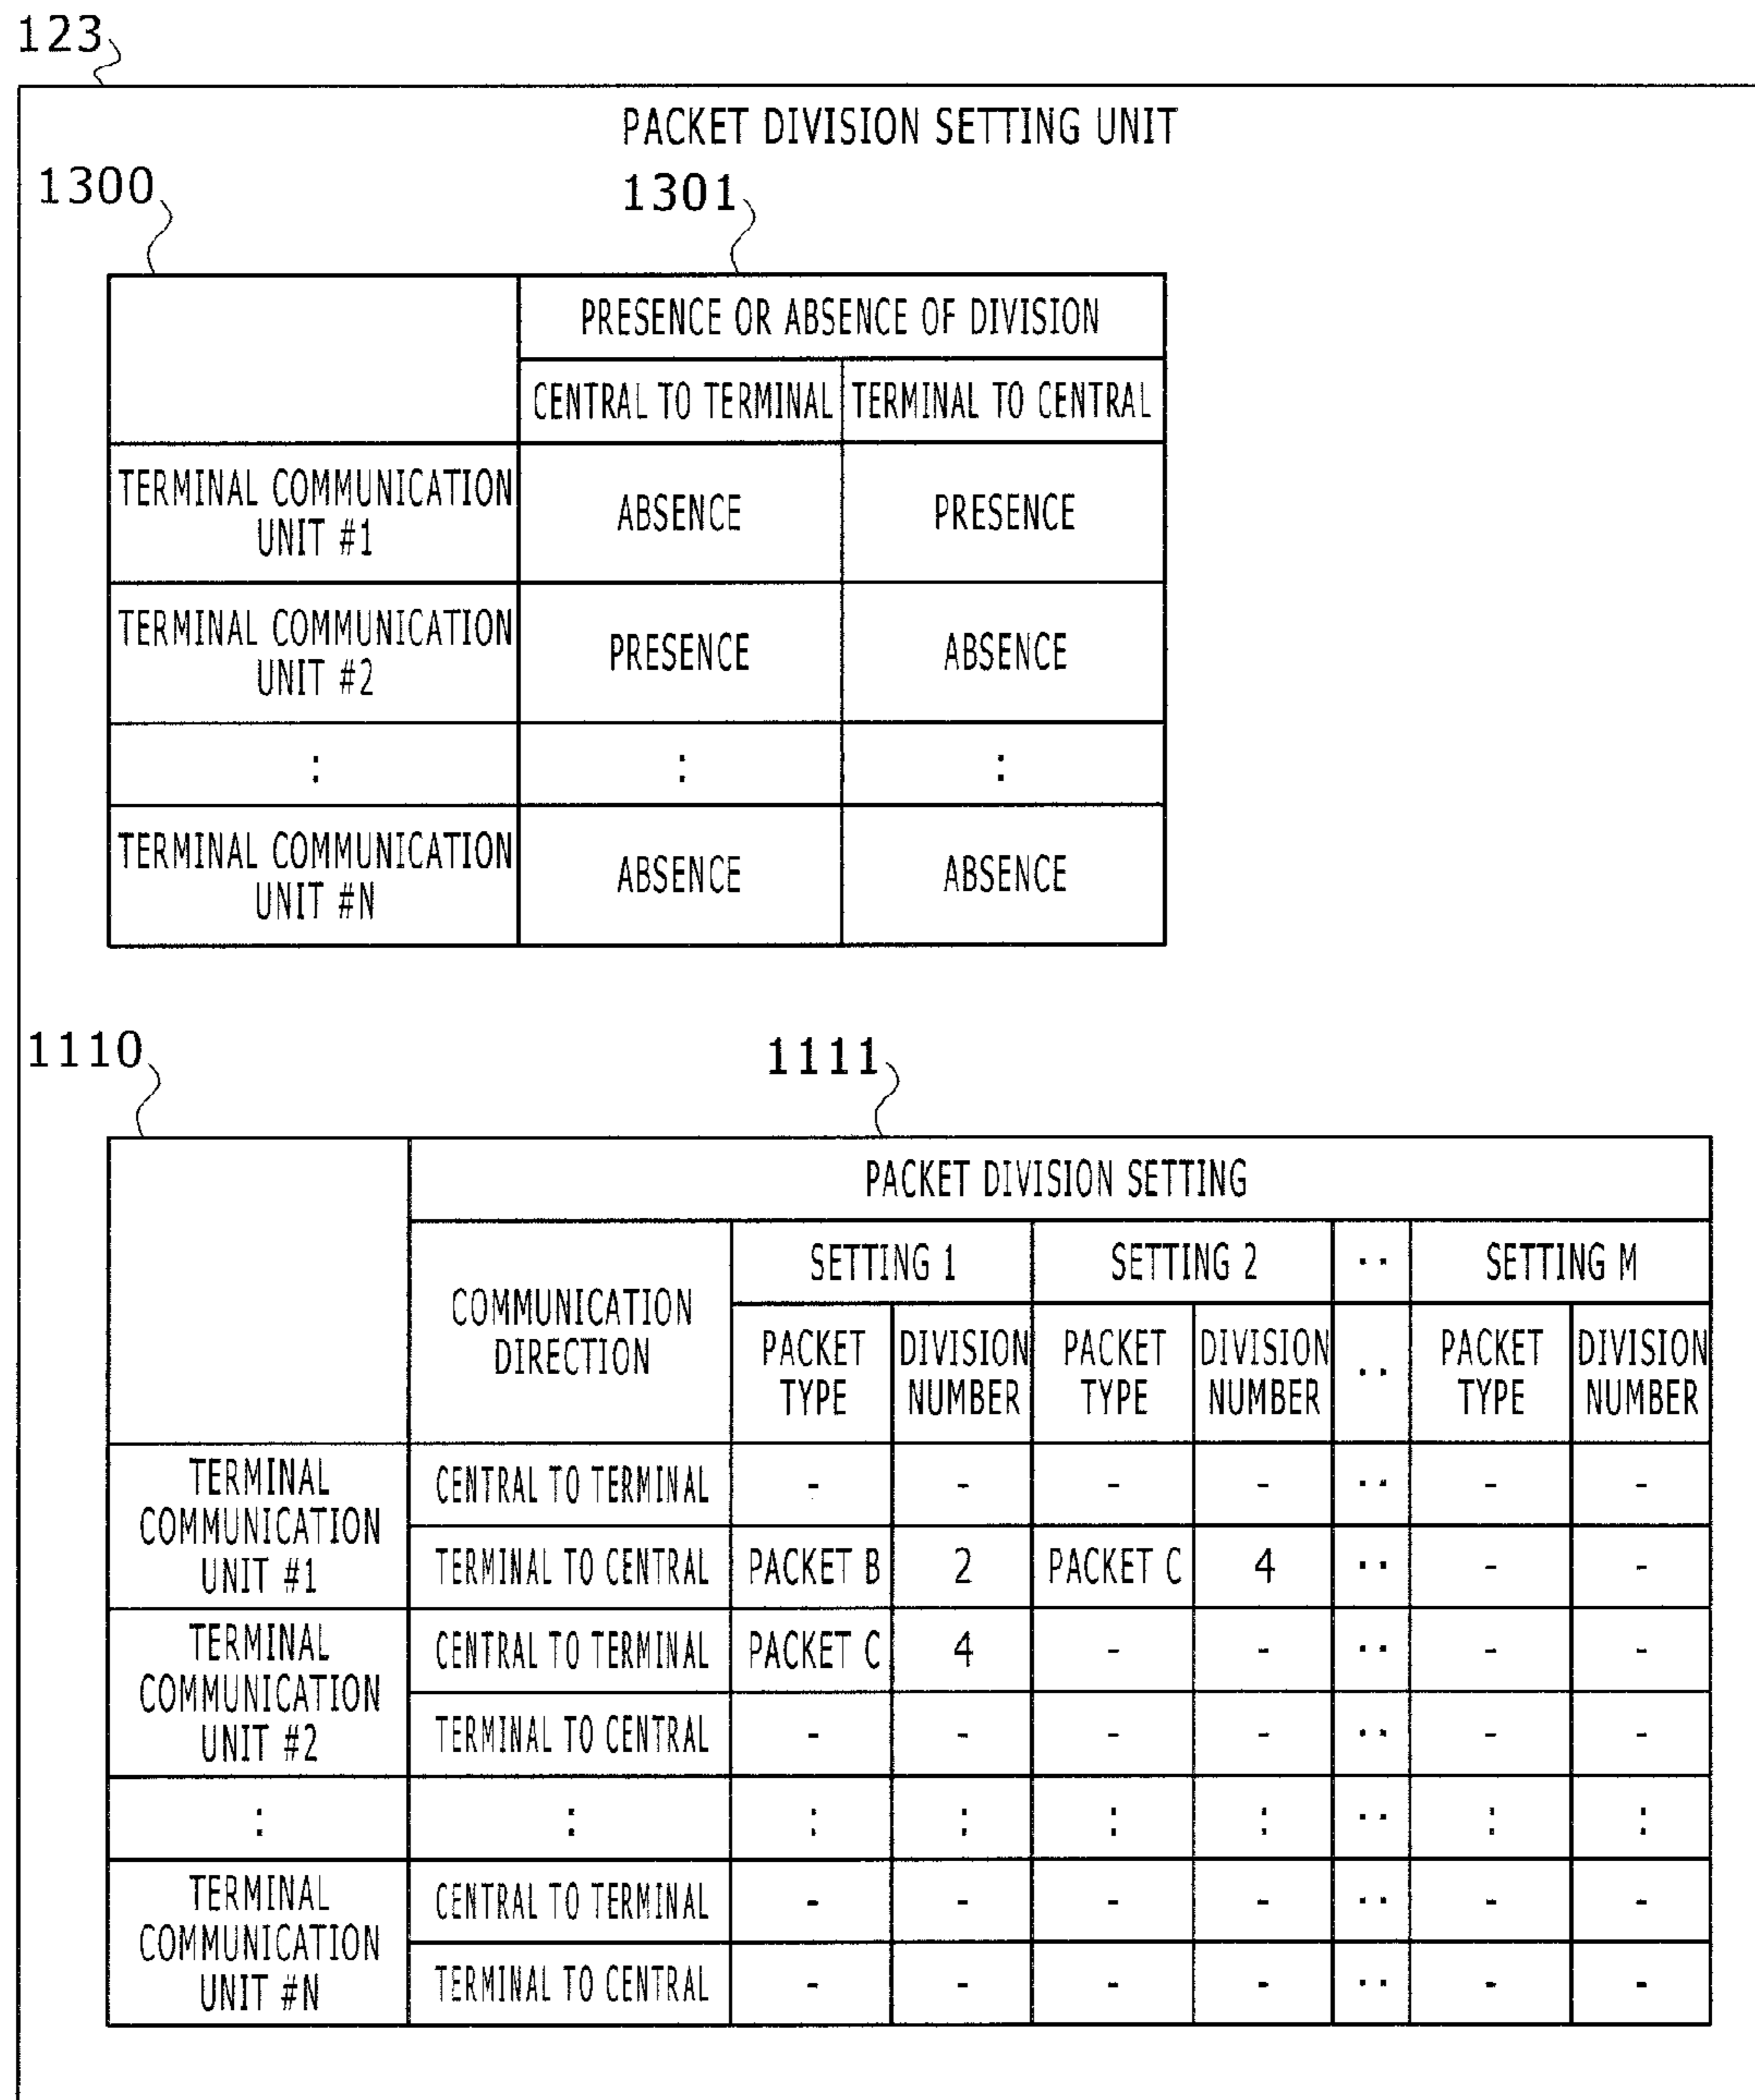 123
PACKET DIVISION SETTING UNIT
1300
1301
PRESENCE OR ABSENCE OF DIVISION
CENTRAL TO TERMINAL TERMINAL TO CENTRAL
TERMINAL COMMUNICATION
UNIT #1
ABSENCE PRESENCE
TERMINAL COMMUNICATION
UNIT #2
PRESENCE ABSENCE
: : :
TERMINAL COMMUNICATION
UNIT #N
ABSENCE ABSENCE
1110
1111
PACKET DIVISION SETTING
COMMUNICATION
DIRECTION
SETTING 1 SETTING 2 ·· SETTING M
PACKET
TYPE
DIVISION
NUMBER
PACKET
TYPE
DIVISION
NUMBER
··
PACKET
TYPE
DIVISION
NUMBER
TERMINAL
COMMUNICATION
UNIT #1
CENTRAL TO TERMINAL - - - - ·· - -
TERMINAL TO CENTRAL PACKET B 2 PACKET C 4 ·· - -
TERMINAL
COMMUNICATION
UNIT #2
CENTRAL TO TERMINAL PACKET C 4 - - ·· - -
TERMINAL TO CENTRAL - - - - ·· - -
: : : : : : ·· : :
TERMINAL
COMMUNICATION
UNIT #N
CENTRAL TO TERMINAL - - - - ·· - -
TERMINAL TO CENTRAL - - - - ·· - -